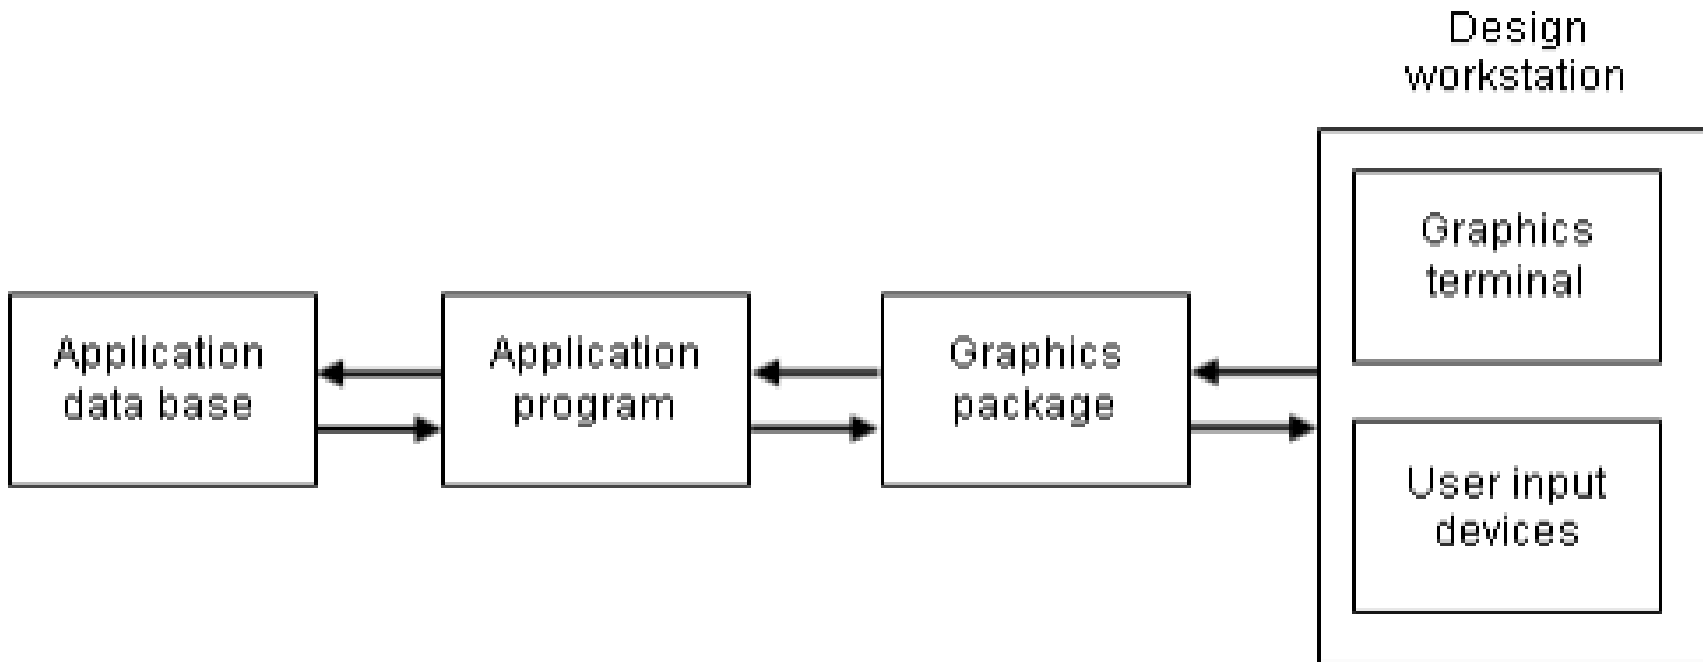 Design
workstation
Graphics
terminal
Application
data base
Application
program
Graphics
package
User input
devices